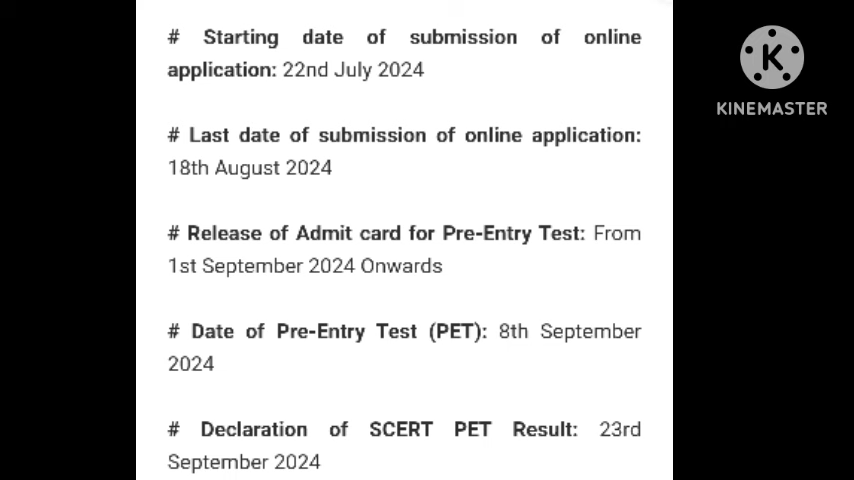 # Starting date of submission of online
application: 22nd July 2024
# Last date of submission of online application:
18th August 2024
# Release of Admit card for Pre-Entry Test: From
1st September 2024 Onwards
# Date of Pre-Entry Test (PET): 8th September
2024
# Declaration of SCERT PET Result: 23rd
September 2024
K
KINEMASTER